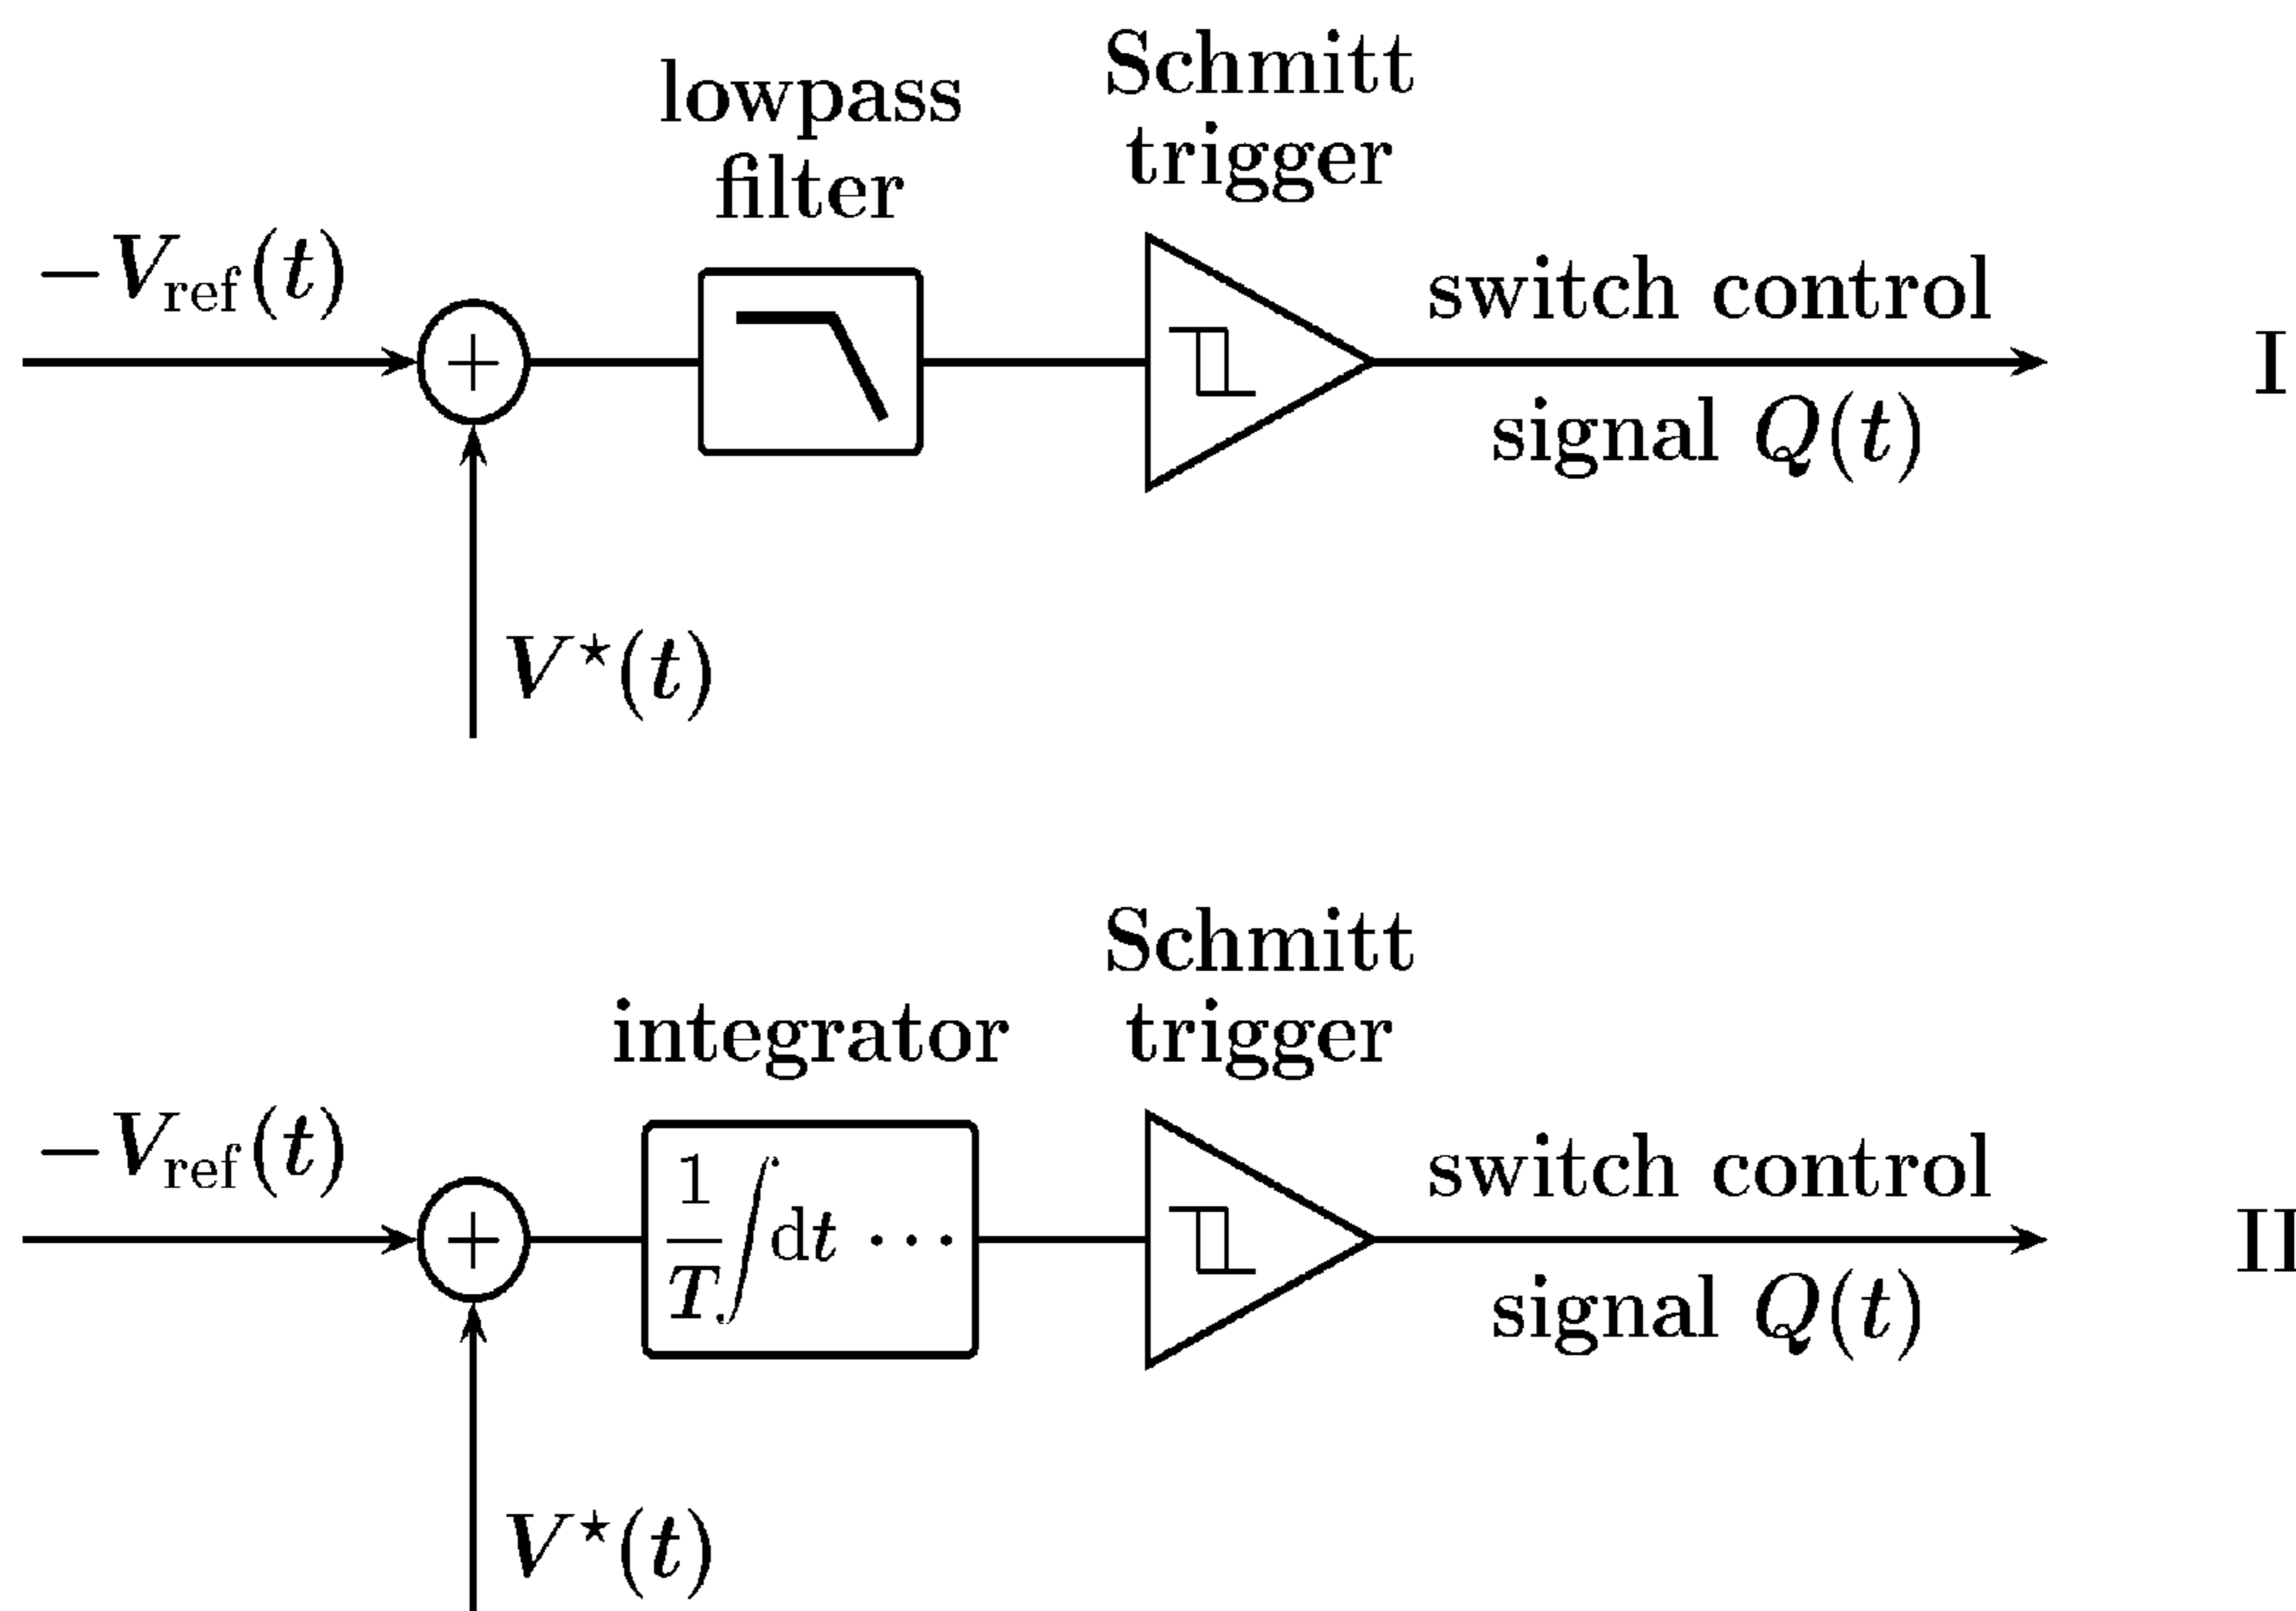 lowpass
filter
Schmitt
trigger
−V_ref(t)
switch control
signal Q(t)
I
+
V⋆(t)
integrator
Schmitt
trigger
−V_ref(t)
switch control
signal Q(t)
II
+
1/T ∫ dt ···
V⋆(t)